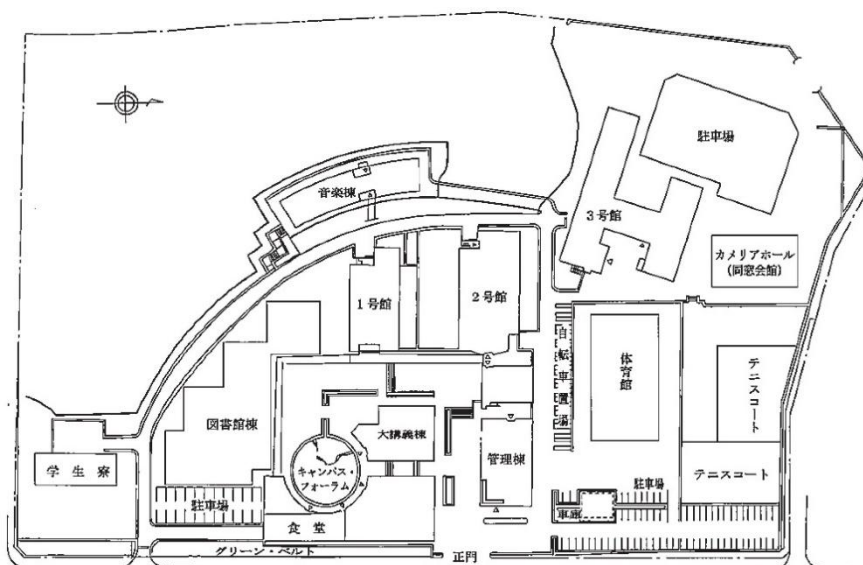 駐車場
音楽棟
3号館
カメリアホール
(同窓会館)
1号館
2号館
自転車置場
体育館
テニスコート
図書館棟
大講義棟
キャンパス・
フォーラム
管理棟
学生寮
テニスコート
駐車場
駐車場
車庫
食堂
グリーン・ベルト
正門